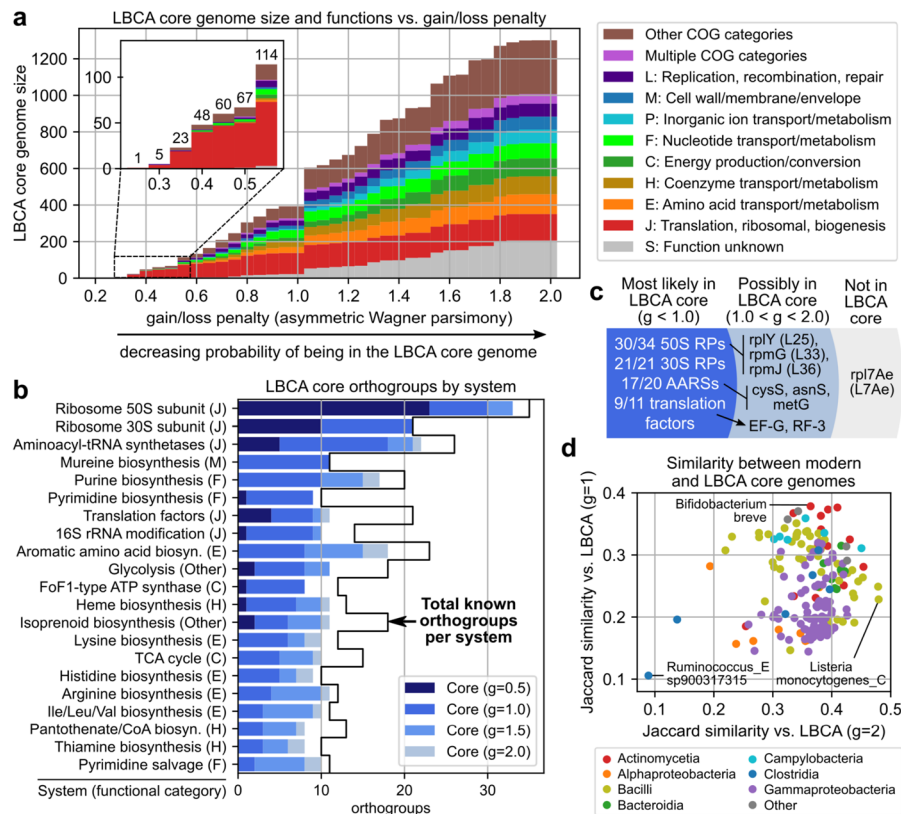 a
LBCA core genome size and functions vs. gain/loss penalty
LBCA core genome size
1200
1000
800
600
400
200
0
100
50
0
1
5
23
48
60
67
114
0.3
0.4
0.5
0.2
0.4
0.6
0.8
1.0
1.2
1.4
1.6
1.8
2.0
gain/loss penalty (asymmetric Wagner parsimony)
decreasing probability of being in the LBCA core genome
Other COG categories
Multiple COG categories
L: Replication, recombination, repair
M: Cell wall/membrane/envelope
P: Inorganic ion transport/metabolism
F: Nucleotide transport/metabolism
C: Energy production/conversion
H: Coenzyme transport/metabolism
E: Amino acid transport/metabolism
J: Translation, ribosomal, biogenesis
S: Function unknown
b
LBCA core orthogroups by system
Ribosome 50S subunit (J)
Ribosome 30S subunit (J)
Aminoacyl-tRNA synthetases (J)
Mureine biosynthesis (M)
Purine biosynthesis (F)
Pyrimidine biosynthesis (F)
Translation factors (J)
16S rRNA modification (J)
Aromatic amino acid biosyn. (E)
Glycolysis (Other)
FoF1-type ATP synthase (C)
Heme biosynthesis (H)
Isoprenoid biosynthesis (Other)
Lysine biosynthesis (E)
TCA cycle (C)
Histidine biosynthesis (E)
Arginine biosynthesis (E)
Ile/Leu/Val biosynthesis (E)
Pantothenate/CoA biosyn. (H)
Thiamine biosynthesis (H)
Pyrimidine salvage (F)
System (functional category)
Total known
orthogroups
per system
Core (g=0.5)
Core (g=1.0)
Core (g=1.5)
Core (g=2.0)
0
10
20
30
orthogroups
c
Most likely in
LBCA core
(g < 1.0)
Possibly in
LBCA core
(1.0 < g < 2.0)
Not in
LBCA
core
30/34 50S RPs
21/21 30S RPs
17/20 AARSs
9/11 translation
factors
rplY (L25),
rpmG (L33),
rpmJ (L36)
cysS, asnS,
metG
EF-G, RF-3
rpl7Ae
(L7Ae)
d
Similarity between modern
and LBCA core genomes
Jaccard similarity vs. LBCA (g=1)
0.4
0.3
0.2
0.1
Bifidobacterium
breve
Ruminococcus_E
sp900317315
Listeria
monocytogenes_C
0.1
0.2
0.3
0.4
0.5
Jaccard similarity vs. LBCA (g=2)
Actinomycetia
Alphaproteobacteria
Bacilli
Bacteroidia
Campylobacteria
Clostridia
Gammaproteobacteria
Other